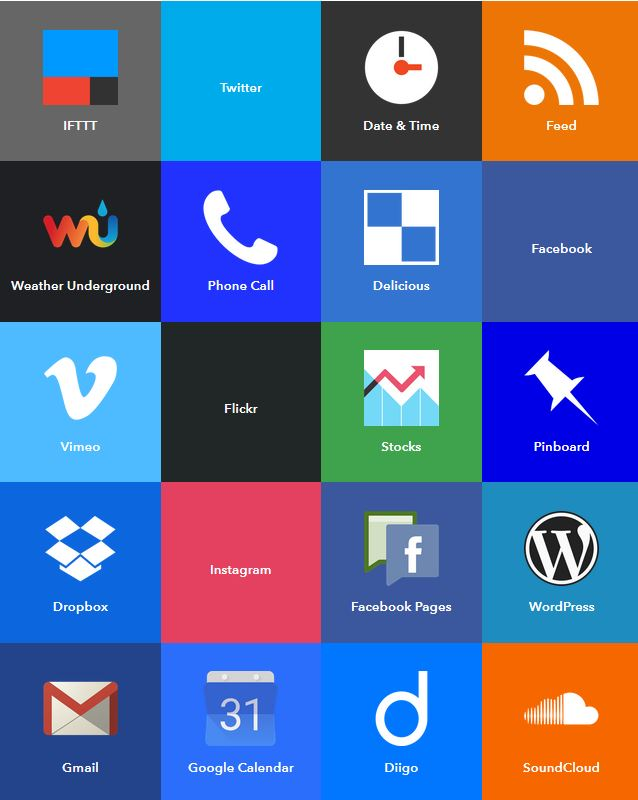 IFTTT
Twitter
Date & Time
Feed
wu
Weather Underground
Phone Call
Delicious
Facebook
Vimeo
Flickr
Stocks
Pinboard
Dropbox
Instagram
f
Facebook Pages
W
WordPress
Gmail
31
Google Calendar
Diigo
SoundCloud